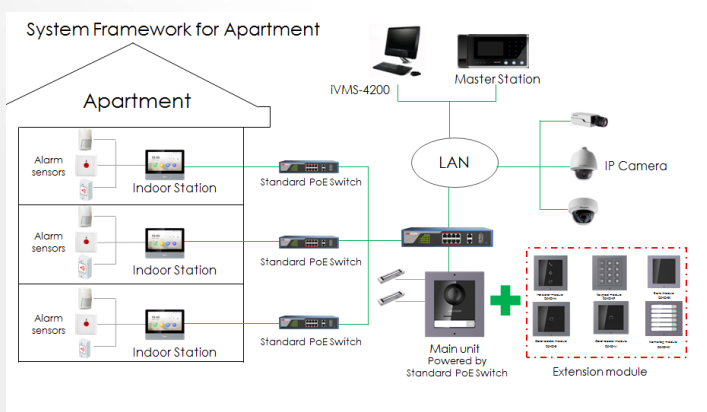 System Framework for Apartment
iVMS-4200
Master Station
Apartment
LAN
IP Camera
Alarm
sensors
Indoor Station
Standard PoE Switch
Alarm
sensors
Indoor Station
Standard PoE Switch
Alarm
sensors
Indoor Station
Standard PoE Switch
Main unit
Powered by
Standard PoE Switch
Extension module